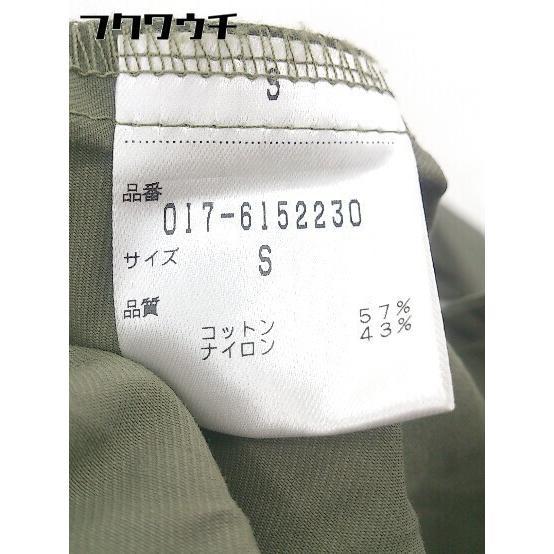 フクワウチ
S
品番
017-6152230
サイズ S
品質
コットン 57%
ナイロン 43%